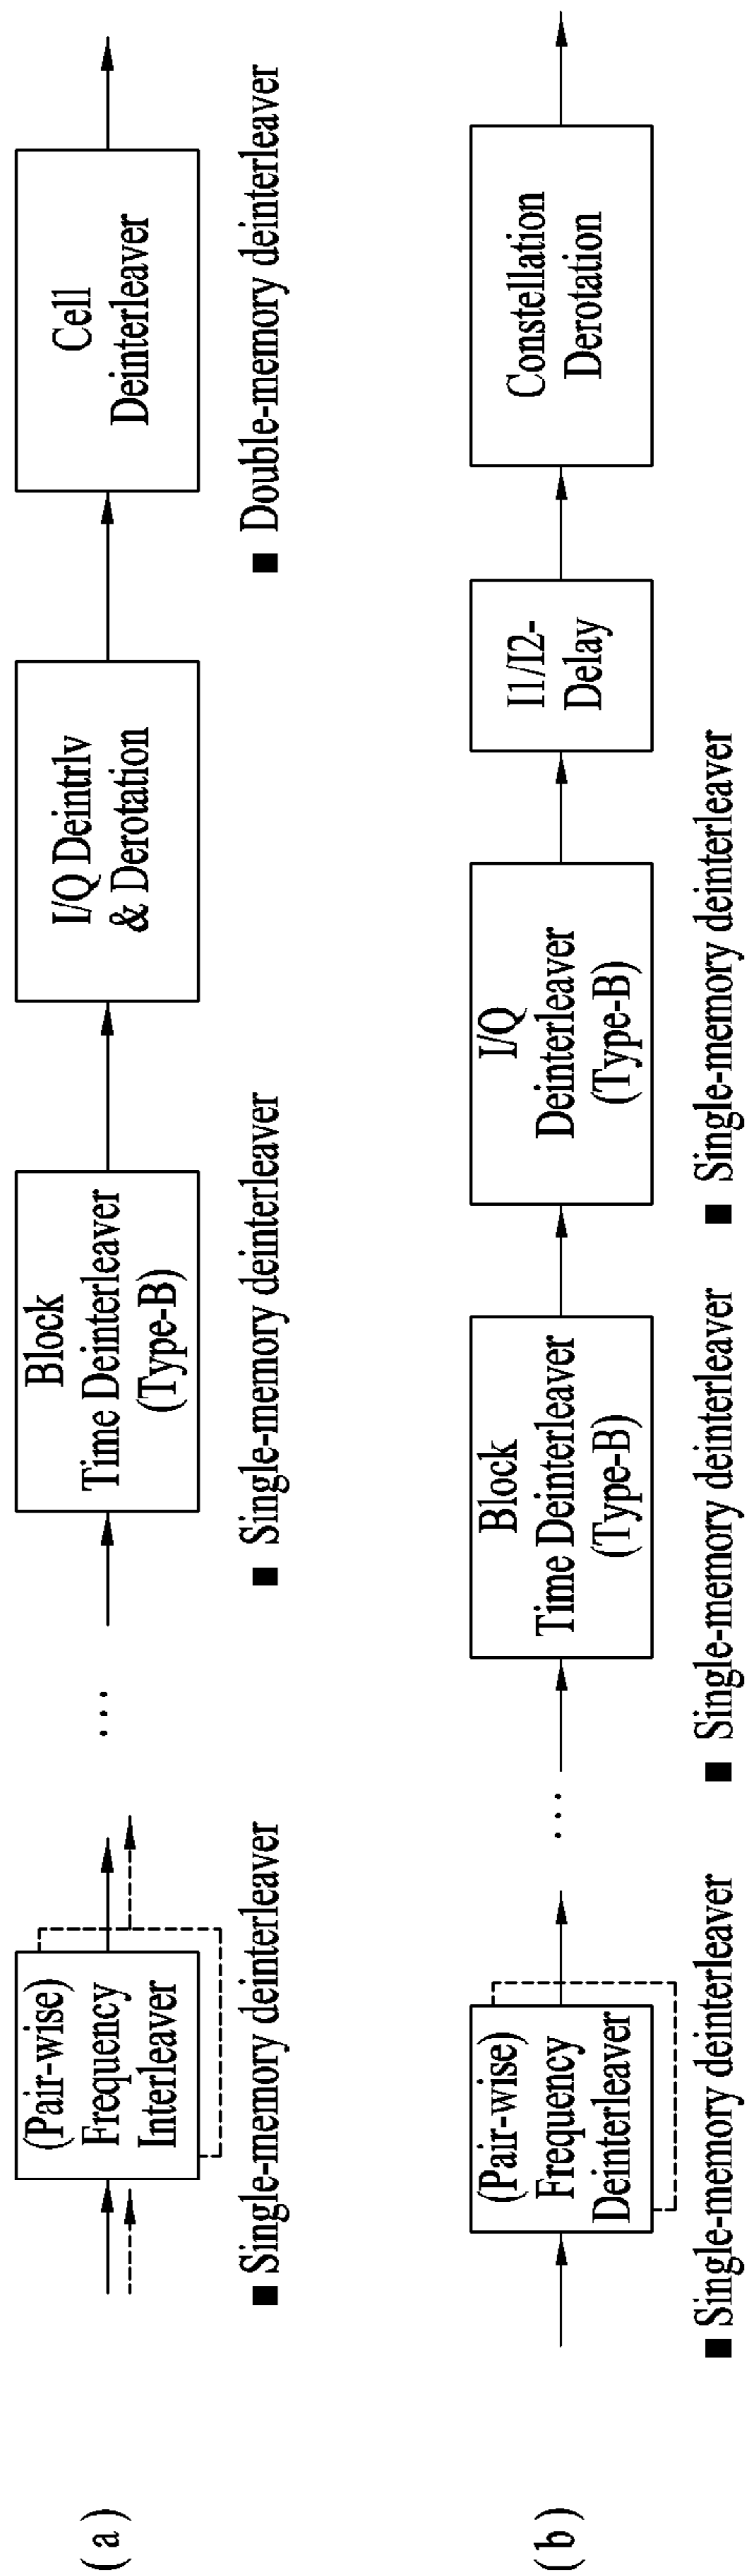 (a)
(Pair-wise)
Frequency
Interleaver
■ Single-memory deinterleaver
...
Block
Time Deinterleaver
(Type-B)
■ Single-memory deinterleaver
I/Q Deintrlv
& Derotation
Cell
Deinterleaver
■ Double-memory deinterleaver
(b)
(Pair-wise)
Frequency
Deinterleaver
■ Single-memory deinterleaver
...
Block
Time Deinterleaver
(Type-B)
■ Single-memory deinterleaver
I/Q
Deinterleaver
(Type-B)
■ Single-memory deinterleaver
I1/I2-
Delay
Constellation
Derotation